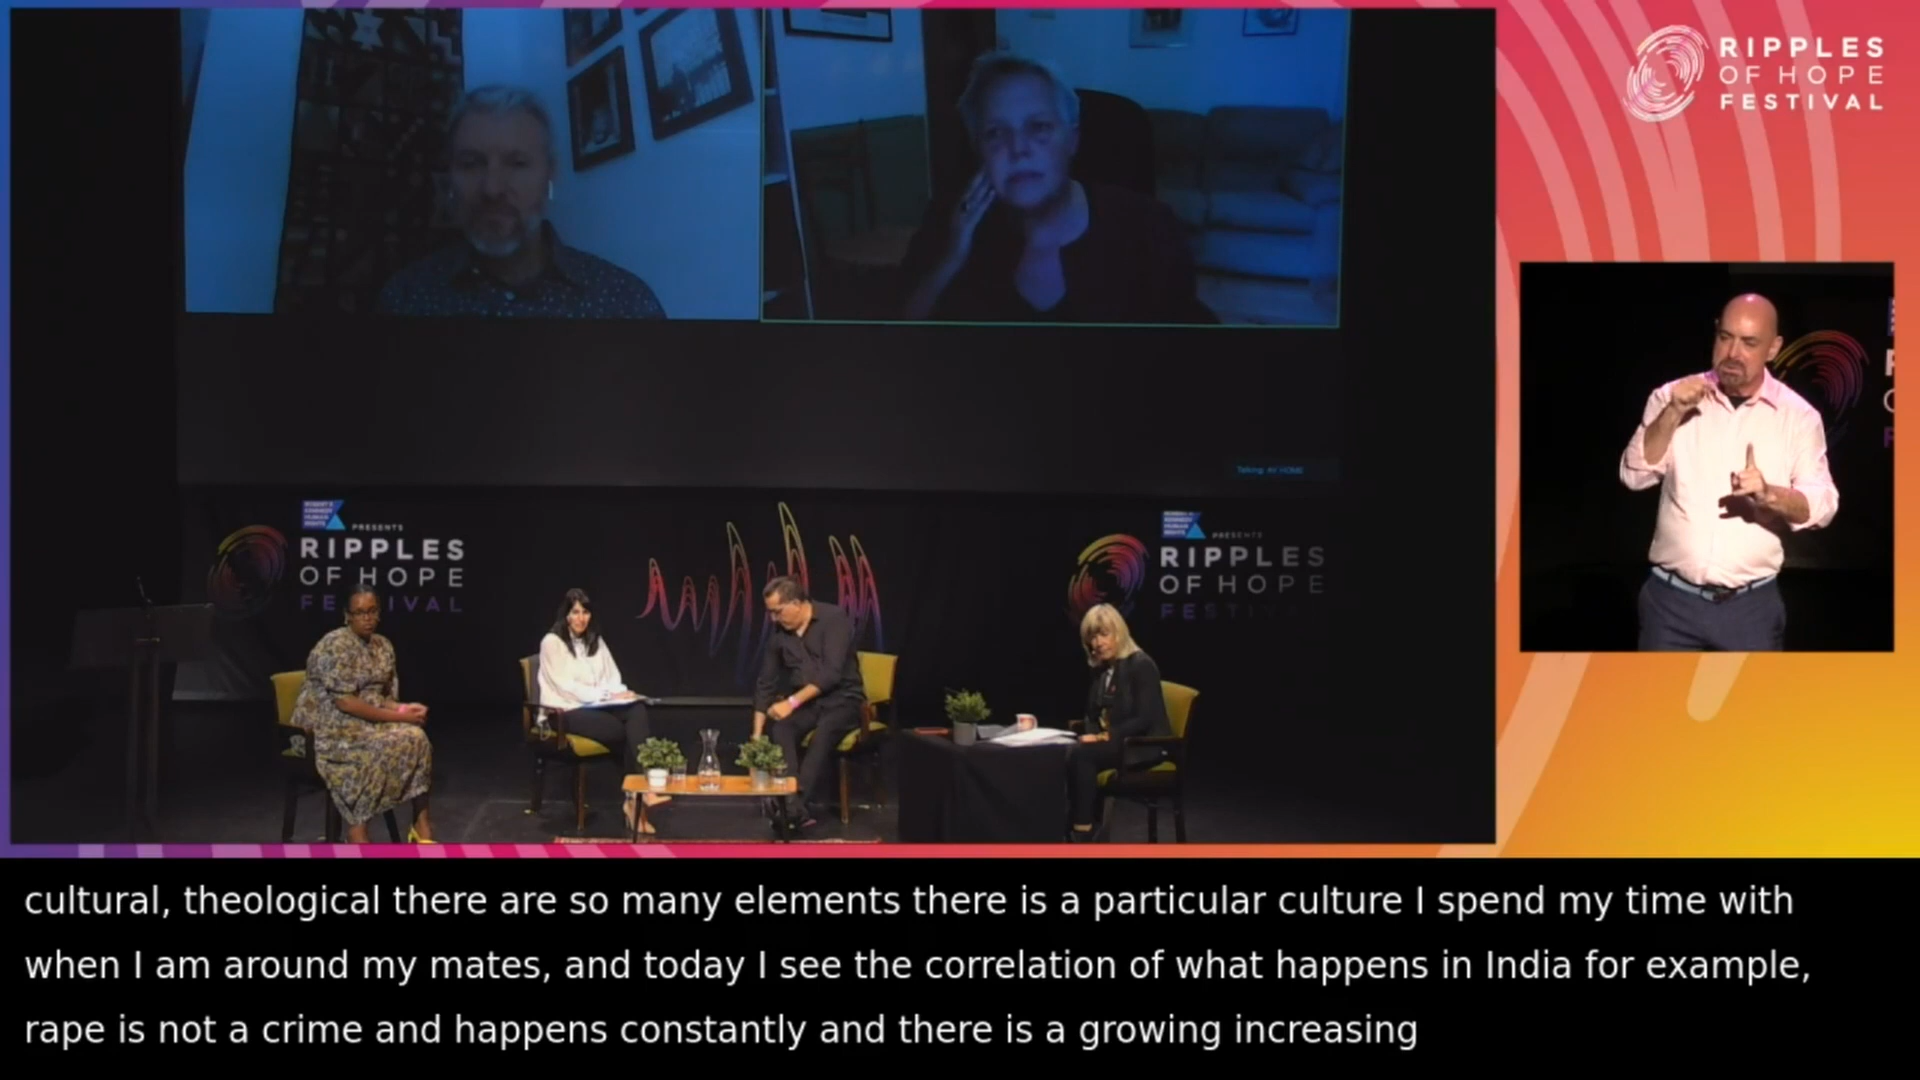 RIPPLES
OF HOPE
FESTIVAL
PRESENTS
RIPPLES
OF HOPE
PRESENTS
RIPPLES
OF HOPE
cultural, theological there are so many elements there is a particular culture I spend my time with
when I am around my mates, and today I see the correlation of what happens in India for example,
rape is not a crime and happens constantly and there is a growing increasing